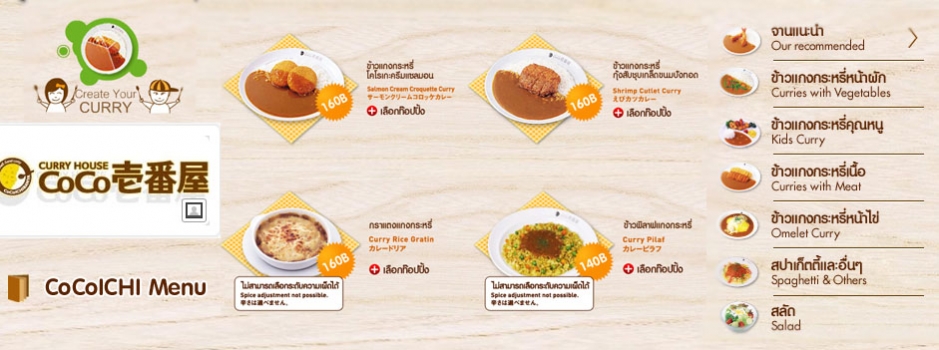 Create Your
CURRY
CURRY HOUSE
CoCo壱番屋
CoCoICHI Menu
ข้าวแกงกะหรี่
โคโรเกะครีมแซลมอน
Salmon Cream Croquette Curry
サーモンクリームコロッケカレー
160B
เลือกท๊อปปิ้ง
ข้าวแกงกะหรี่
กุ้งสับชุบเกล็ดขนมปังทอด
Shrimp Cutlet Curry
えびカツカレー
160B
เลือกท๊อปปิ้ง
กราแตงแกงกะหรี่
Curry Rice Gratin
カレードリア
160B
เลือกท๊อปปิ้ง
ไม่สามารถเลือกระดับความเผ็ดได้
Spice adjustment not possible.
辛さは選べません。
ข้าวพิลาฟแกงกะหรี่
Curry Pilaf
カレーピラフ
140B
เลือกท๊อปปิ้ง
ไม่สามารถเลือกระดับความเผ็ดได้
Spice adjustment not possible.
辛さは選べません。
จานแนะนำ
Our recommended
ข้าวแกงกะหรี่หน้าผัก
Curries with Vegetables
ข้าวแกงกะหรี่คุณหนู
Kids Curry
ข้าวแกงกะหรี่เนื้อ
Curries with Meat
ข้าวแกงกะหรี่หน้าไข่
Omelet Curry
สปาเก็ตตี้และอื่นๆ
Spaghetti & Others
สลัด
Salad